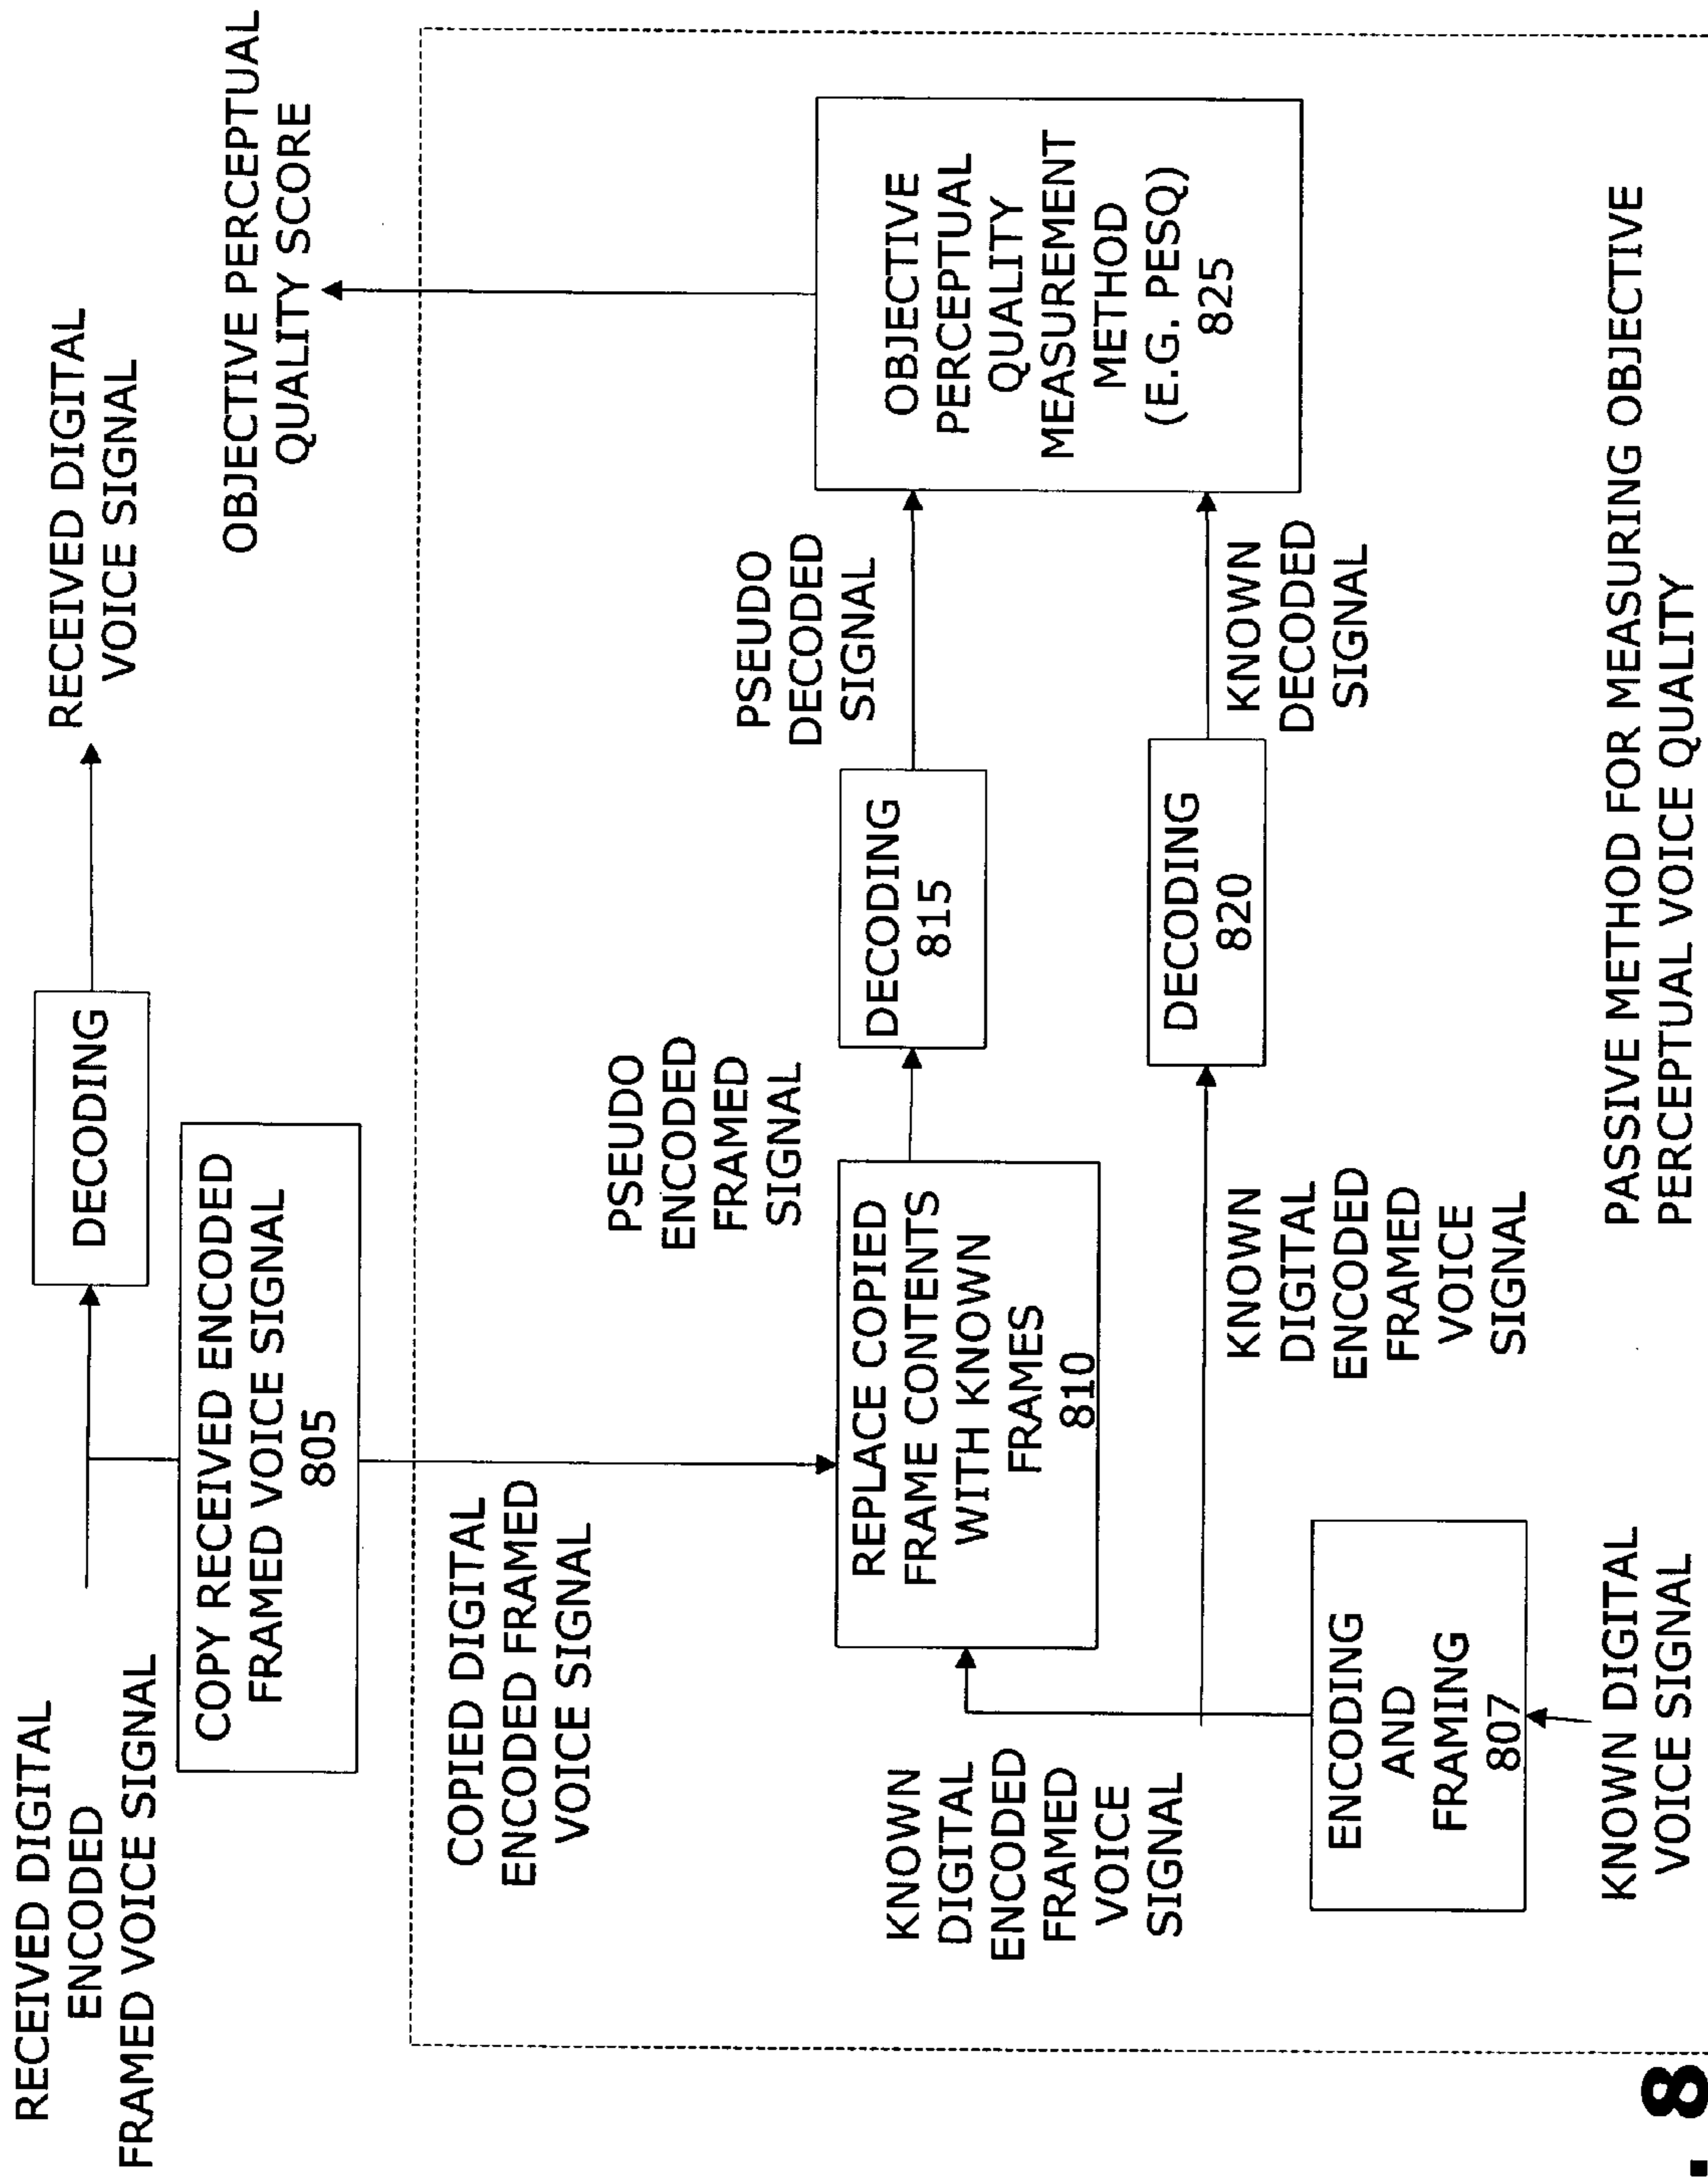 RECEIVED DIGITAL
ENCODED
FRAMED VOICE SIGNAL
DECODING
RECEIVED DIGITAL
VOICE SIGNAL
COPY RECEIVED ENCODED
FRAMED VOICE SIGNAL
805
OBJECTIVE PERCEPTUAL
QUALITY SCORE
COPIED DIGITAL
ENCODED FRAMED
VOICE SIGNAL
PSEUDO
ENCODED
FRAMED
SIGNAL
PSEUDO
DECODED
SIGNAL
REPLACE COPIED
FRAME CONTENTS
WITH KNOWN
FRAMES
810
DECODING
815
OBJECTIVE
PERCEPTUAL
QUALITY
MEASUREMENT
METHOD
(E.G. PESQ)
825
KNOWN
DIGITAL
ENCODED
FRAMED
VOICE
SIGNAL
DECODING
820
KNOWN
DECODED
SIGNAL
KNOWN
DIGITAL
ENCODED
FRAMED
VOICE
SIGNAL
ENCODING
AND
FRAMING
807
KNOWN DIGITAL
VOICE SIGNAL
PASSIVE METHOD FOR MEASURING OBJECTIVE
PERCEPTUAL VOICE QUALITY
. 8